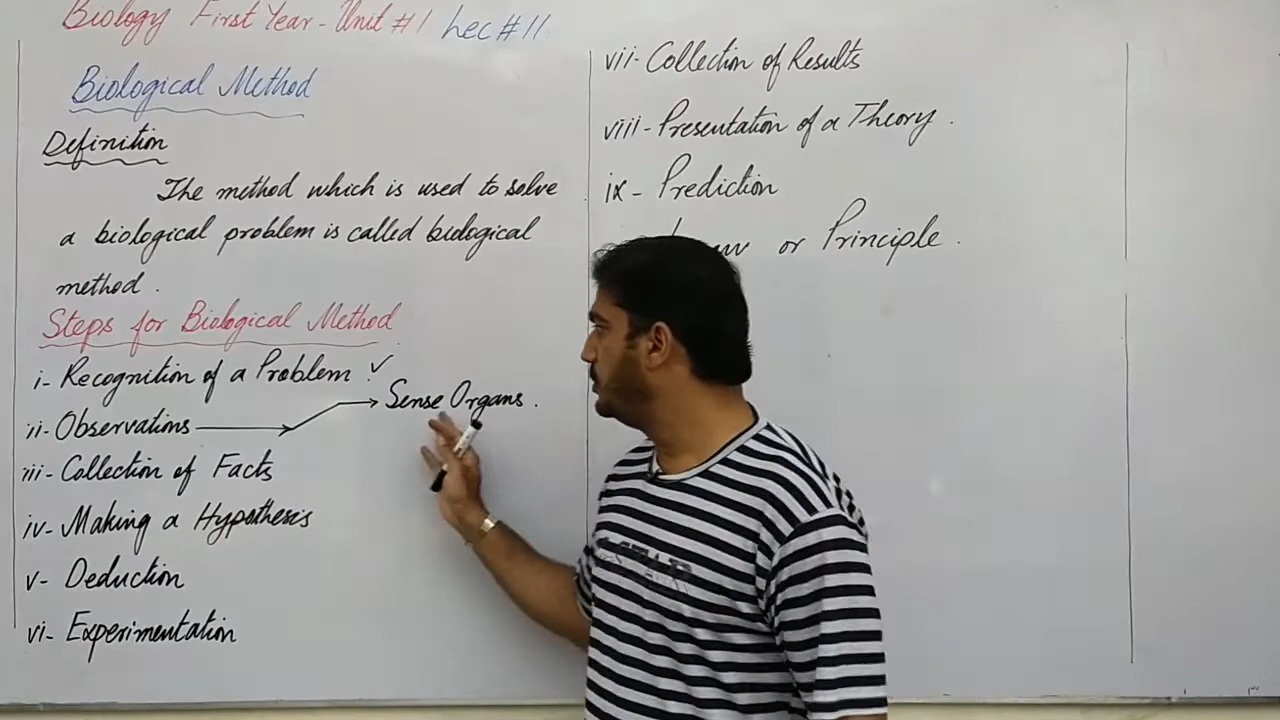 Biology First Year - Unit #1 Lec #11
Biological Method
Definition
The method which is used to solve
a biological problem is called biological
method.
Steps for Biological Method
i- Recognition of a Problem. ✓
ii- Observations → Sense Organs.
iii- Collection of Facts
iv- Making a Hypothesis
v- Deduction
vi- Experimentation
vii- Collection of Results
viii- Presentation of a Theory.
ix- Prediction
or Principle.